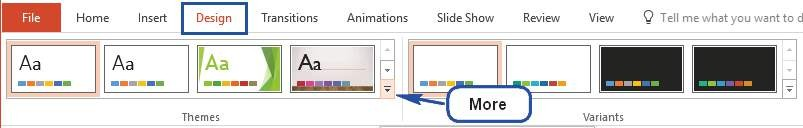 File Home Insert Design Transitions Animations Slide Show Review View Tell me what you want to d
Aa Aa Aa Aa
More
Themes Variants